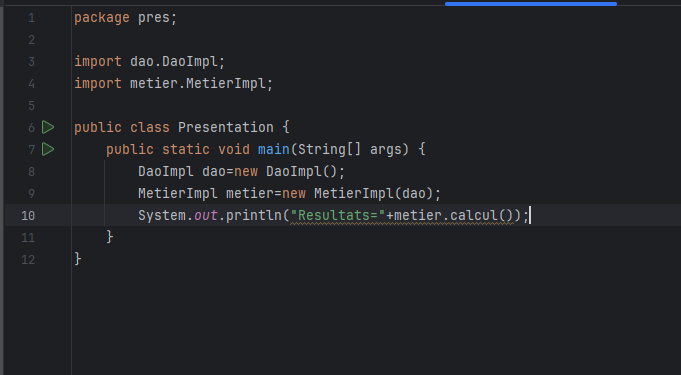 1 package pres;
2
3 import dao.DaoImpl;
4 import metier.MetierImpl;
5
6 public class Presentation {
7     public static void main(String[] args) {
8         DaoImpl dao=new DaoImpl();
9         MetierImpl metier=new MetierImpl(dao);
10         System.out.println("Resultats="+metier.calcul());
11     }
12 }